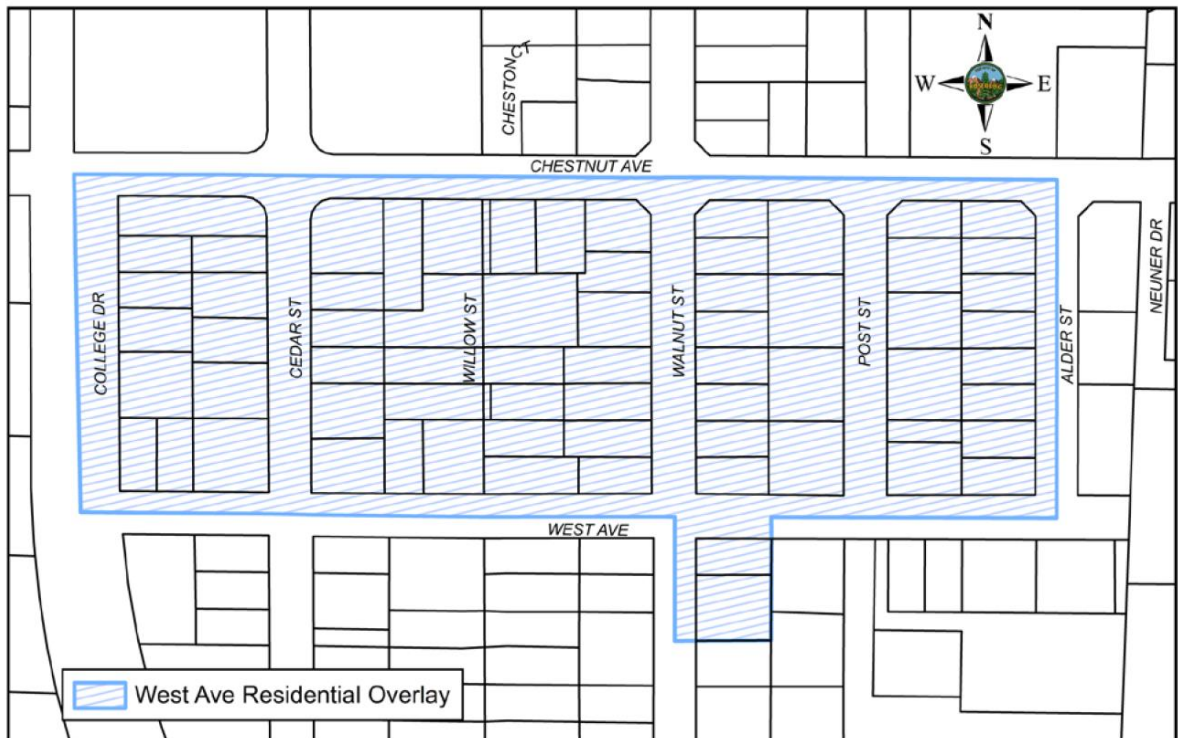 N
CHESTON CT
W
E
S
CHESTNUT AVE
COLLEGE DR
CEDAR ST
WILLOW ST
WALNUT ST
POST ST
ALDER ST
NEUNER DR
WEST AVE
West Ave Residential Overlay